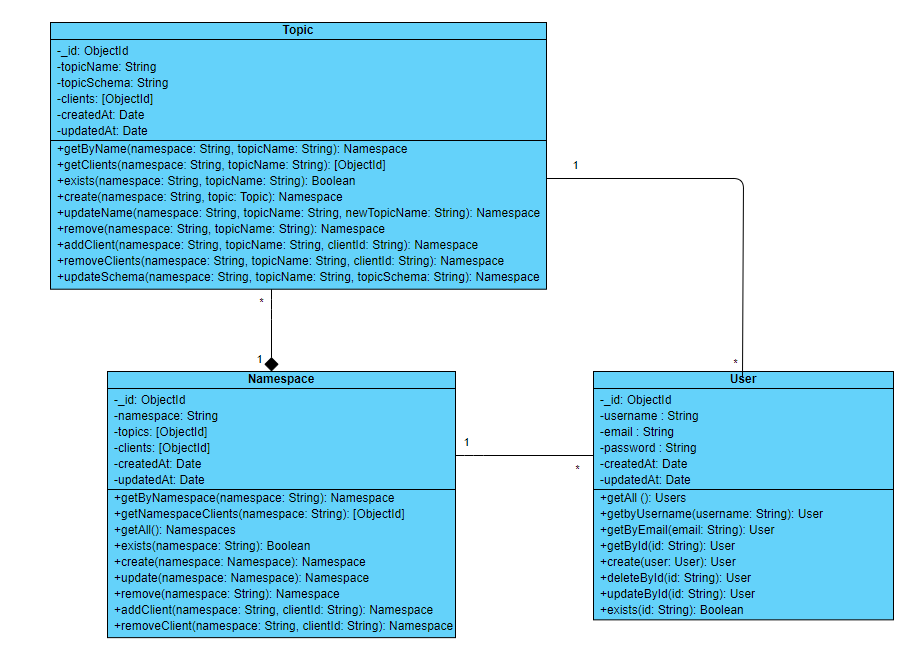 Topic
-_id: ObjectId
-topicName: String
-topicSchema: String
-clients: [ObjectId]
-createdAt: Date
-updatedAt: Date
+getByName(namespace: String, topicName: String): Namespace
+getClients(namespace: String, topicName: String): [ObjectId]
+exists(namespace: String, topicName: String): Boolean
+create(namespace: String, topic: Topic): Namespace
+updateName(namespace: String, topicName: String, newTopicName: String): Namespace
+remove(namespace: String, topicName: String): Namespace
+addClient(namespace: String, topicName: String, clientId: String): Namespace
+removeClients(namespace: String, topicName: String, clientId: String): Namespace
+updateSchema(namespace: String, topicName: String, topicSchema: String): Namespace
1
*
*
1
Namespace
-_id: ObjectId
-namespace: String
-topics: [ObjectId]
-clients: [ObjectId]
-createdAt: Date
-updatedAt: Date
+getByNamespace(namespace: String): Namespace
+getNamespaceClients(namespace: String): [ObjectId]
+getAll(): Namespaces
+exists(namespace: String): Boolean
+create(namespace: Namespace): Namespace
+update(namespace: Namespace): Namespace
+remove(namespace: String): Namespace
+addClient(namespace: String, clientId: String): Namespace
+removeClient(namespace: String, clientId: String): Namespace
1
*
User
-_id: ObjectId
-username : String
-email : String
-password : String
-createdAt: Date
-updatedAt: Date
+getAll (): Users
+getbyUsername(username: String): User
+getByEmail(email: String): User
+getById(id: String): User
+create(user: User): User
+deleteById(id: String): User
+updateById(id: String): User
+exists(id: String): Boolean